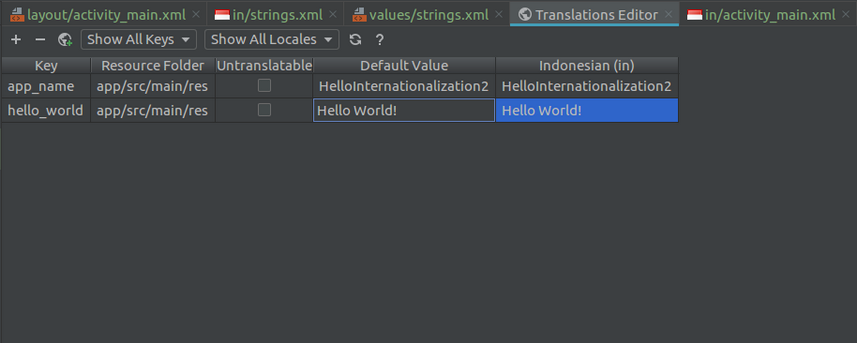 layout/activity_main.xml in/strings.xml values/strings.xml Translations Editor in/activity_main.xml
Show All Keys Show All Locales ?
Key Resource Folder Untranslatable Default Value Indonesian (in)
app_name app/src/main/res HelloInternationalization2 HelloInternationalization2
hello_world app/src/main/res Hello World! Hello World!